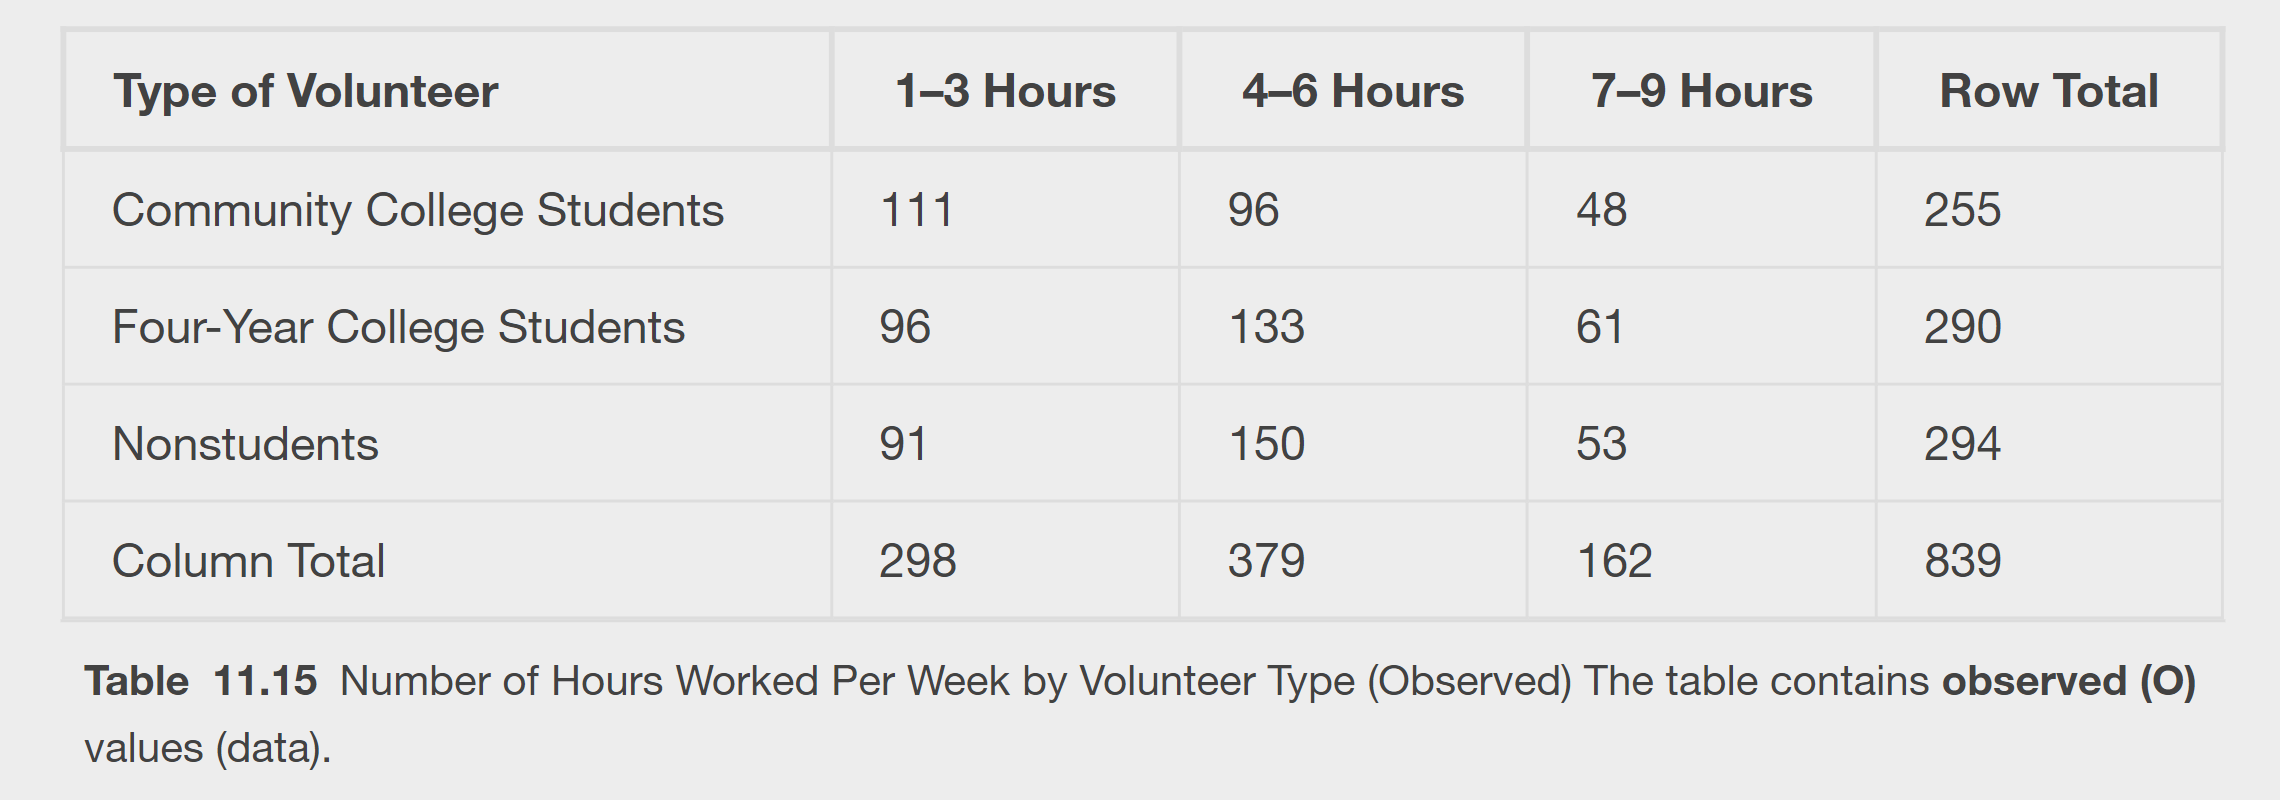 Type of Volunteer 1–3 Hours 4–6 Hours 7–9 Hours Row Total
Community College Students 111 96 48 255
Four-Year College Students 96 133 61 290
Nonstudents 91 150 53 294
Column Total 298 379 162 839
Table 11.15 Number of Hours Worked Per Week by Volunteer Type (Observed) The table contains observed (O)
values (data).